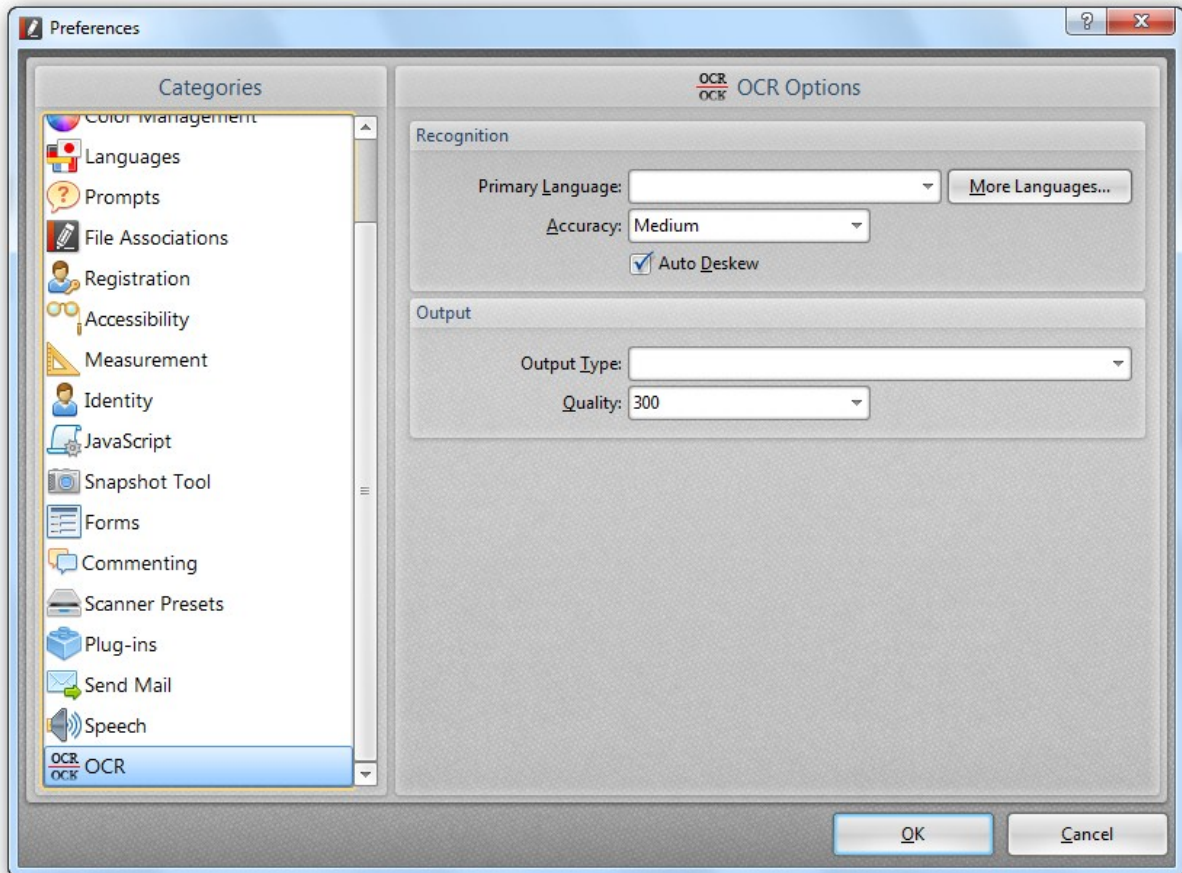 Preferences
?
Categories
Color Management
Languages
Prompts
File Associations
Registration
Accessibility
Measurement
Identity
JavaScript
Snapshot Tool
Forms
Commenting
Scanner Presets
Plug-ins
Send Mail
Speech
OCR OCR
OCR OCR Options
Recognition
Primary Language:
More Languages...
Accuracy: Medium
Auto Deskew
Output
Output Type:
Quality: 300
OK
Cancel